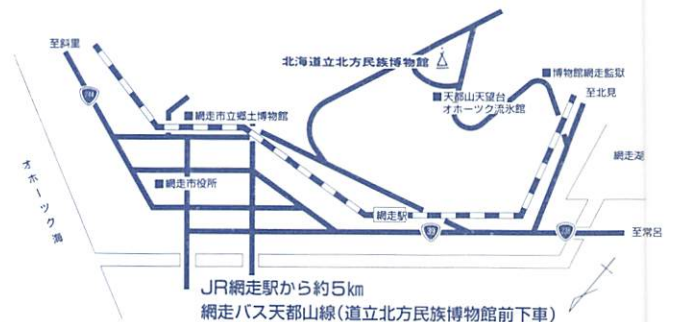 至斜里
北海道立北方民族博物館
博物館網走監獄
至北見
天都山天望台
オホーツク流氷館
網走市立郷土博物館
網走湖
オホーツク海
網走市役所
網走駅
39
238
至常呂
JR網走駅から約5km
網走バス天都山線(道立北方民族博物館前下車)